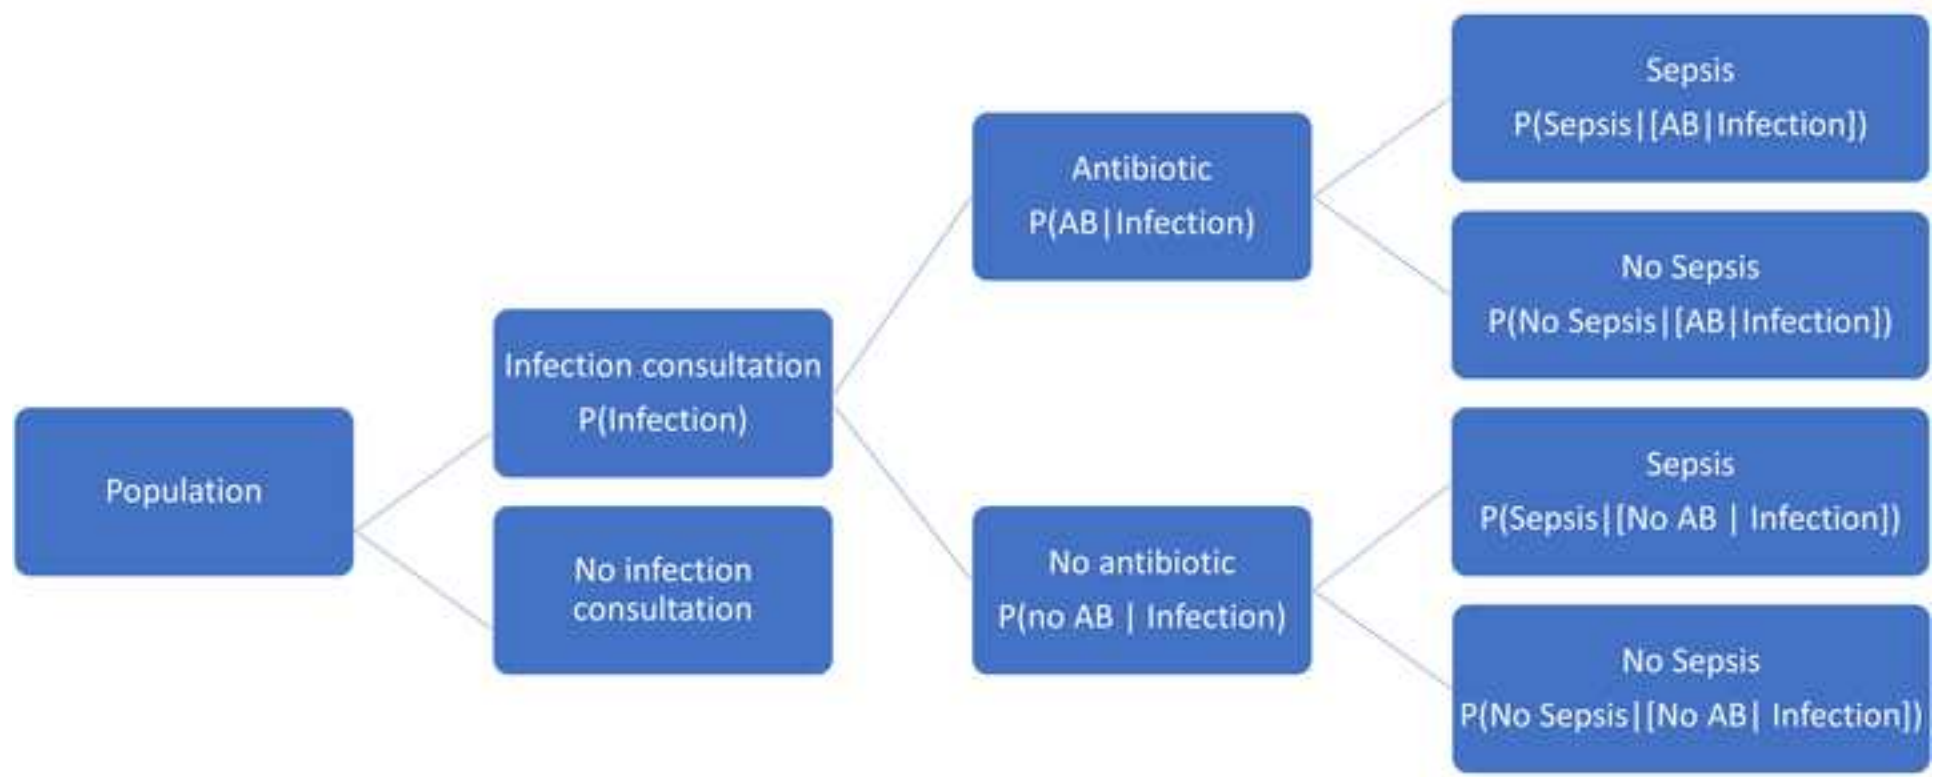 Population
Infection consultation
P(Infection)
No infection
consultation
Antibiotic
P(AB|Infection)
No antibiotic
P(no AB | Infection)
Sepsis
P(Sepsis|[AB|Infection])
No Sepsis
P(No Sepsis|[AB|Infection])
Sepsis
P(Sepsis|[No AB | Infection])
No Sepsis
P(No Sepsis|[No AB| Infection])